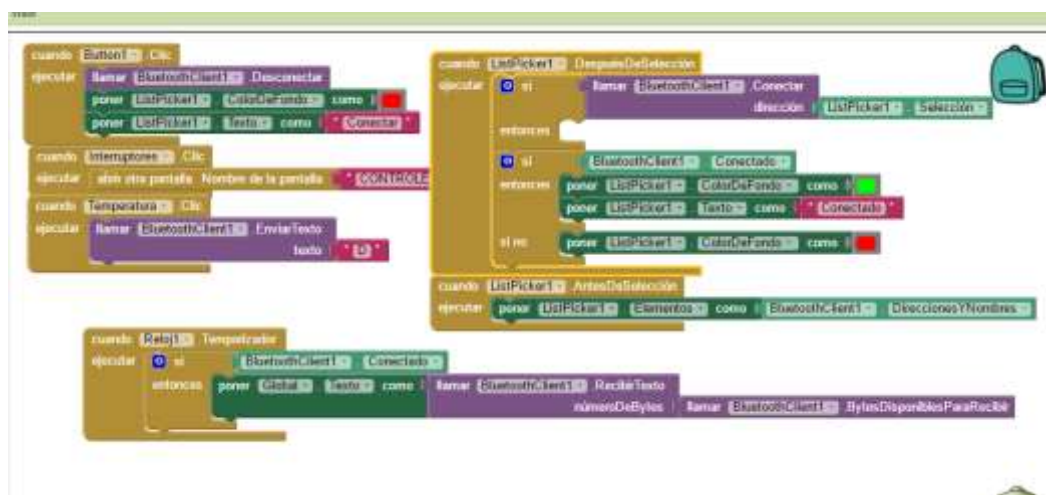 cuando Button1 Clic
ejecutar llamar BluetoothClient1 Desconectar
poner ListPicker1 ColorDeFondo como
poner ListPicker1 Texto como "Conectar"
cuando Interruptores Clic
ejecutar abrir otra pantalla Nombre de la pantalla "CONTROLE
cuando Temperatura Clic
ejecutar llamar BluetoothClient1 EnviarTexto
texto
cuando ListPicker1 DespuésDeSelección
ejecutar si llamar BluetoothClient1 Conectar
dirección ListPicker1 Selección
entonces
si BluetoothClient1 Conectado
entonces poner ListPicker1 ColorDeFondo como
poner ListPicker1 Texto como "Conectado"
si no poner ListPicker1 ColorDeFondo como
cuando ListPicker1 AntesDeSelección
ejecutar poner ListPicker1 Elementos como BluetoothClient1 DireccionesYNombres
cuando Reloj1 Temporizador
ejecutar si BluetoothClient1 Conectado
entonces poner Global Texto como llamar BluetoothClient1 RecibirTexto
númeroDeBytes llamar BluetoothClient1 BytesDisponiblesParaRecibir